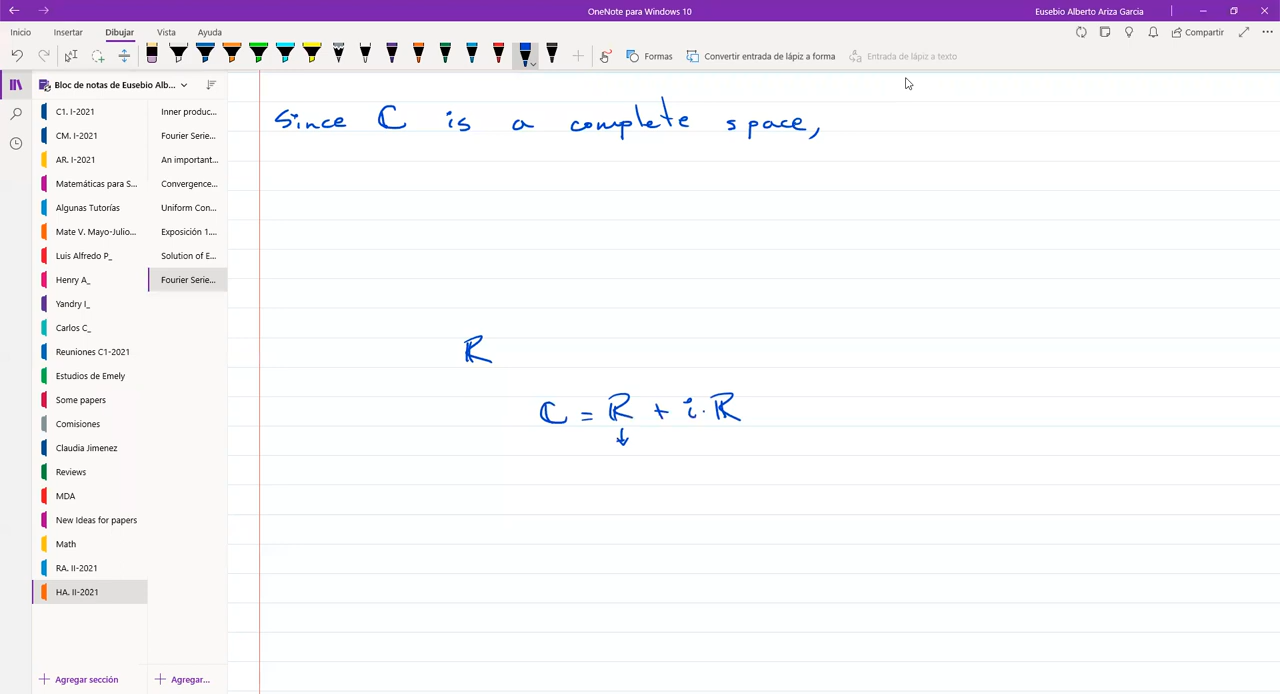 OneNote para Windows 10
Eusebio Alberto Ariza Garcia
Inicio Insertar Dibujar Vista Ayuda
Compartir
Formas Convertir entrada de lápiz a forma Entrada de lápiz a texto
Bloc de notas de Eusebio Alb...
C1. I-2021
CM. I-2021
AR. I-2021
Matemáticas para S...
Algunas Tutorías
Mate V. Mayo-Julio...
Luis Alfredo P_
Henry A_
Yandry I_
Carlos C_
Reuniones C1-2021
Estudios de Emely
Some papers
Comisiones
Claudia Jimenez
Reviews
MDA
New Ideas for papers
Math
RA. II-2021
HA. II-2021
Agregar sección
Inner produc...
Fourier Serie...
An important...
Convergence...
Uniform Con...
Exposición 1....
Solution of E...
Fourier Serie...
Agregar...
Since ℂ is a complete space,
ℝ
ℂ = ℝ + i · ℝ
↓